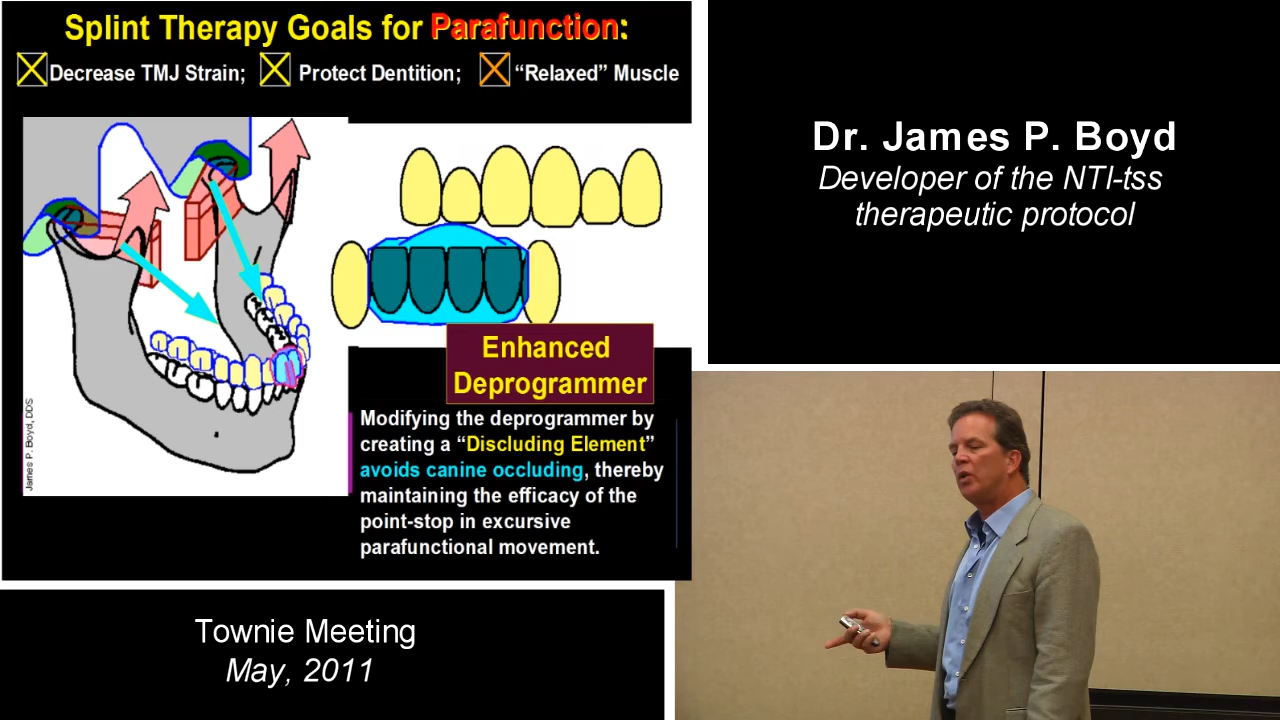 Splint Therapy Goals for Parafunction:
Decrease TMJ Strain; Protect Dentition; “Relaxed” Muscle
James P. Boyd, DDS
Enhanced
Deprogrammer
Modifying the deprogrammer by
creating a “Discluding Element”
avoids canine occluding, thereby
maintaining the efficacy of the
point-stop in excursive
parafunctional movement.
Dr. James P. Boyd
Developer of the NTI-tss
therapeutic protocol
Townie Meeting
May, 2011